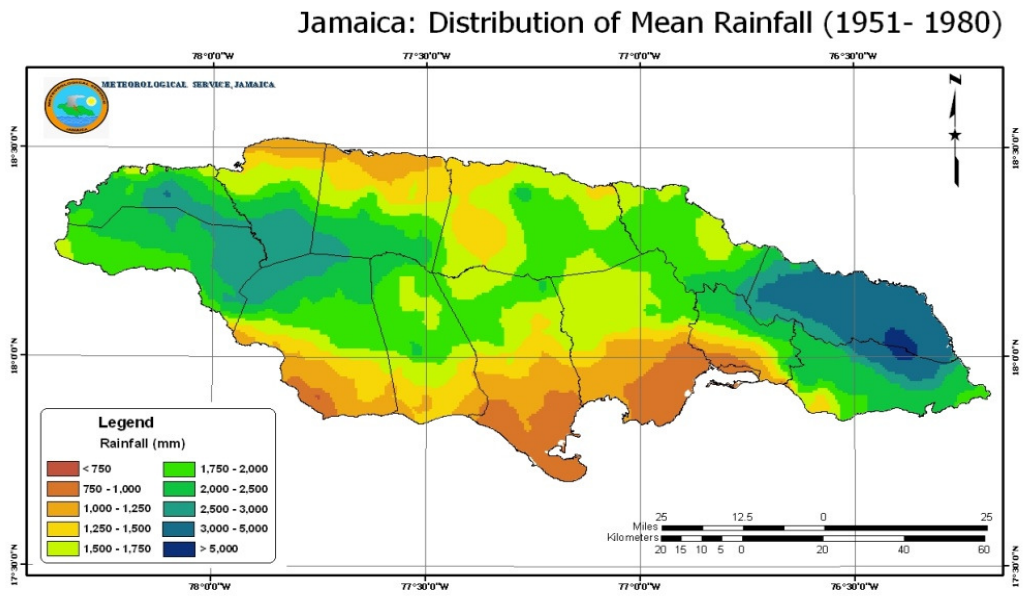 Jamaica: Distribution of Mean Rainfall (1951- 1980)
78°0'0"W 77°30'0"W 77°0'0"W 76°30'0"W
METEOROLOGICAL SERVICE, JAMAICA
N
18°30'0"N 18°30'0"N
18°0'0"N 18°0'0"N
Legend
Rainfall (mm)
< 750
750 - 1,000
1,000 - 1,250
1,250 - 1,500
1,500 - 1,750
1,750 - 2,000
2,000 - 2,500
2,500 - 3,000
3,000 - 5,000
> 5,000
25 12.5 0 25
Miles
Kilometers
20 15 10 5 0 20 40 60
17°30'0"N 17°30'0"N
78°0'0"W 77°30'0"W 77°0'0"W 76°30'0"W